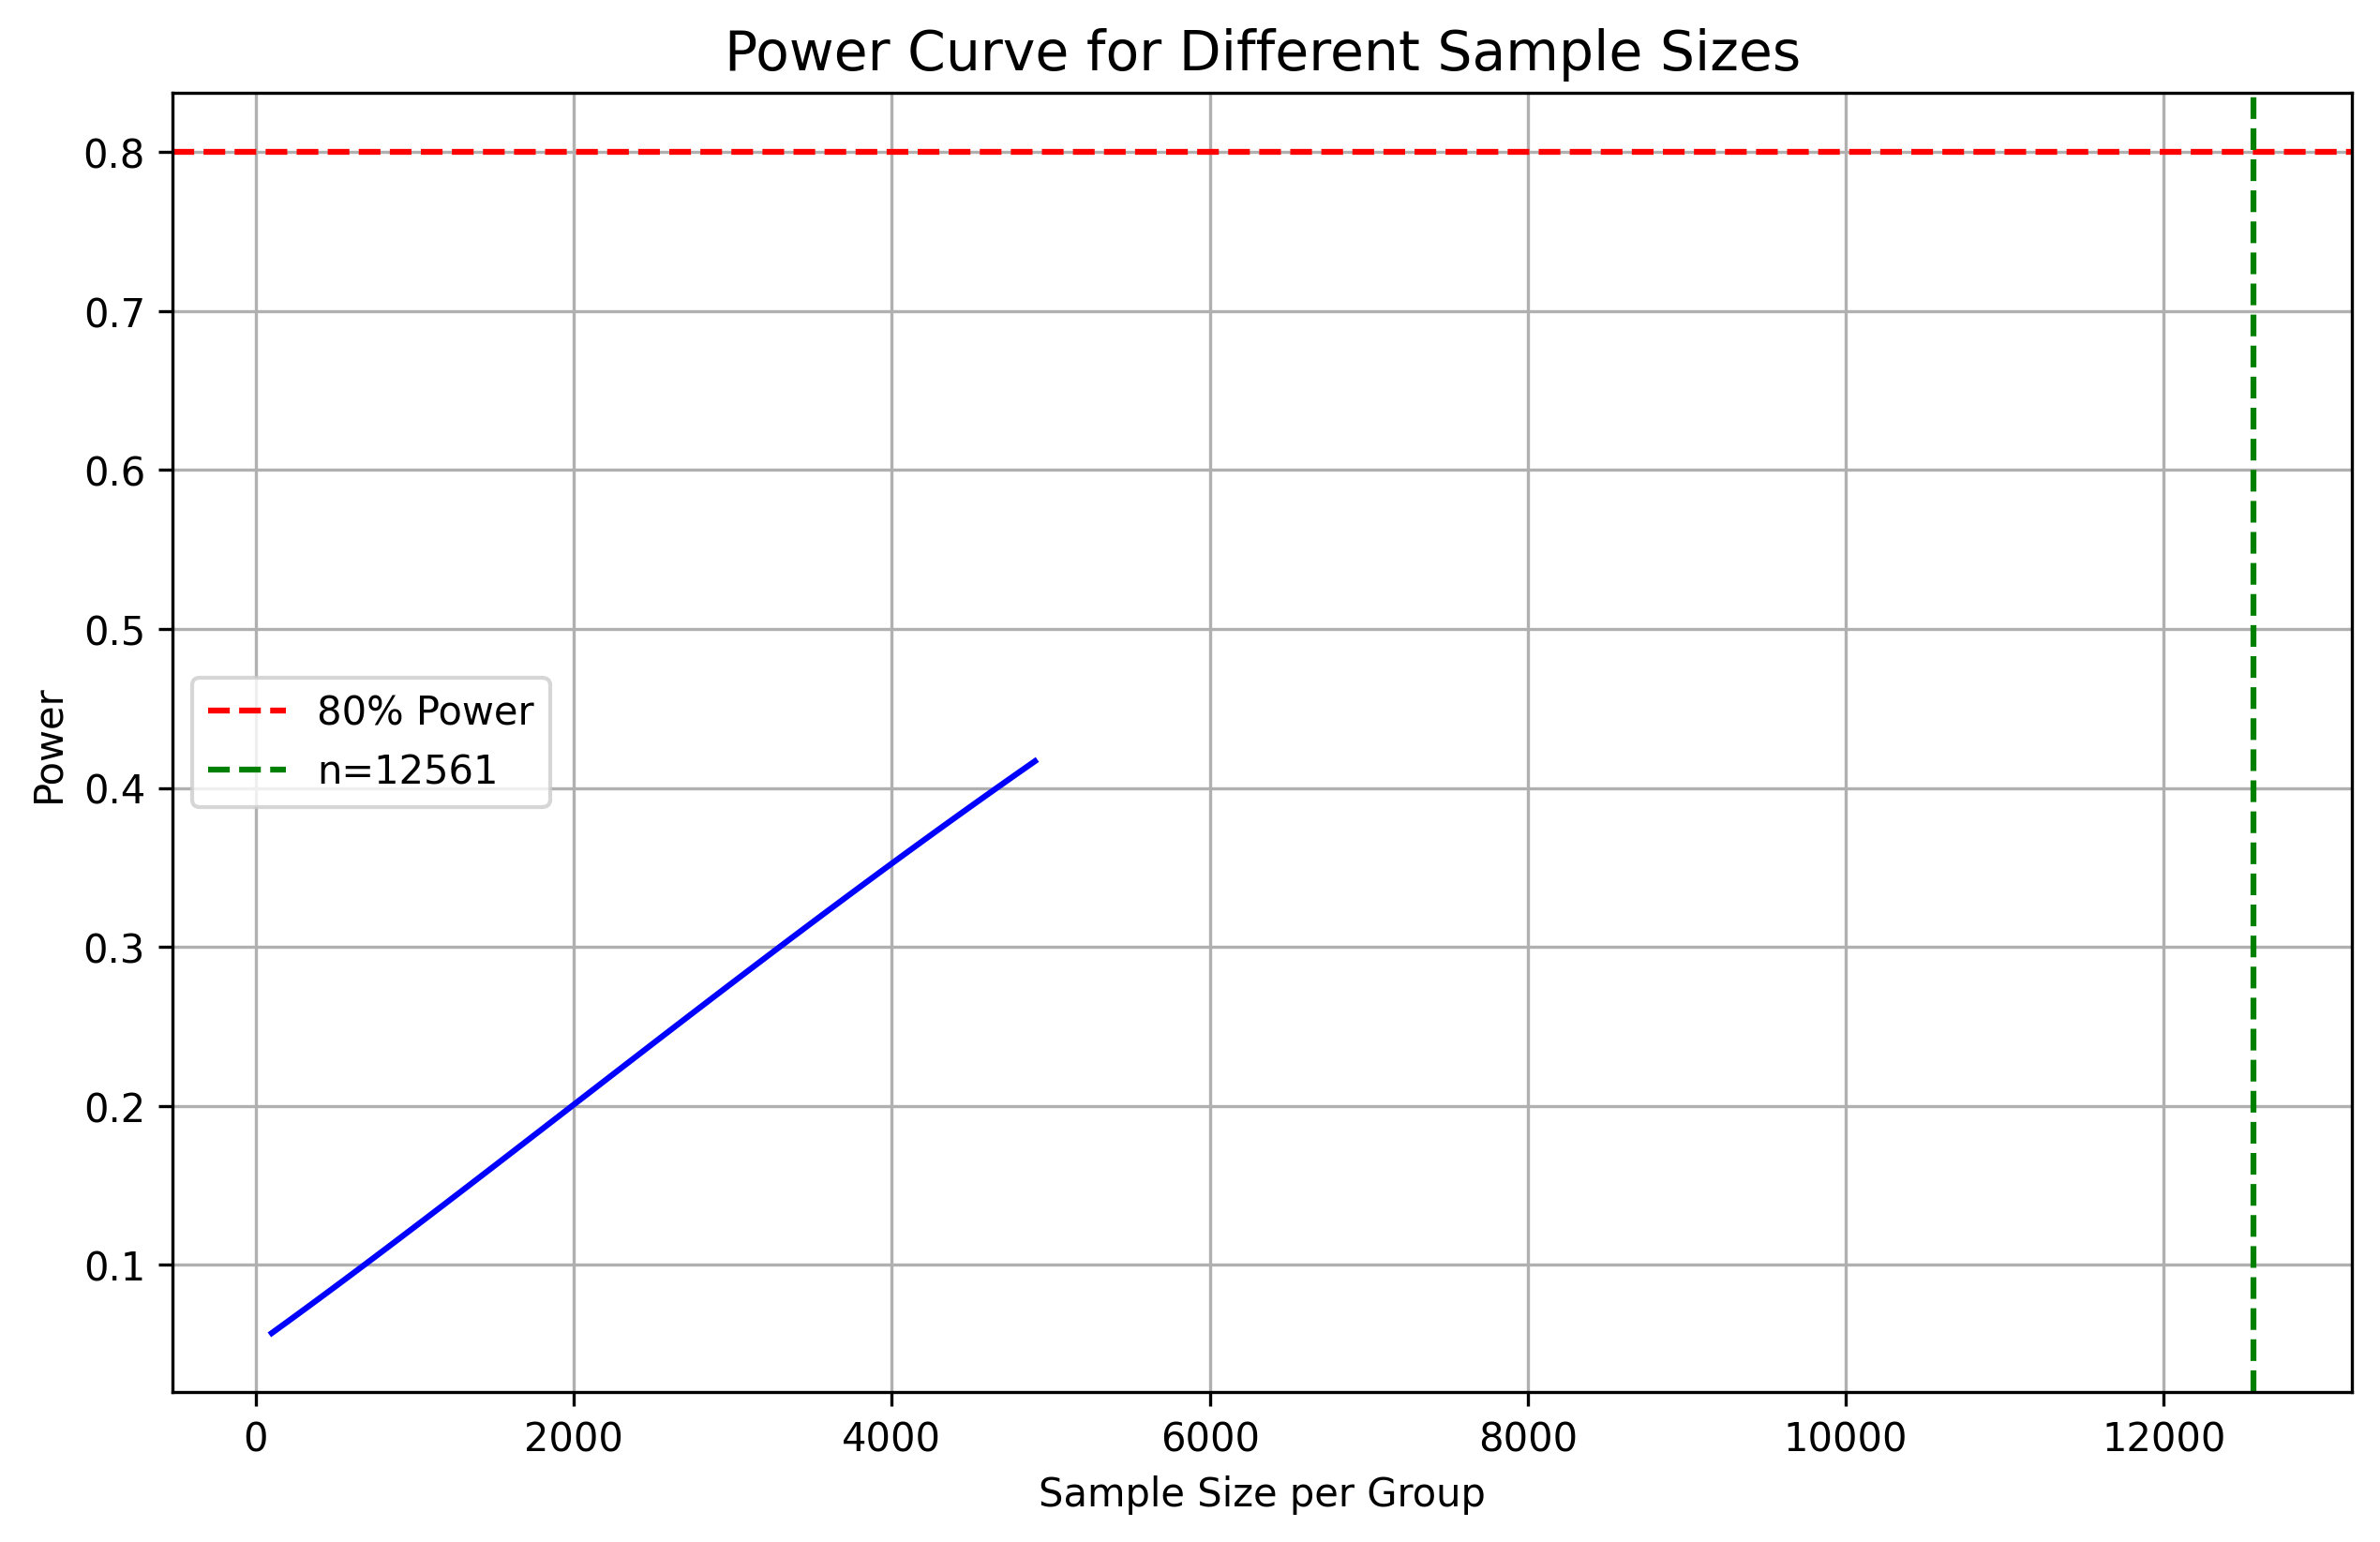 Power Curve for Different Sample Sizes
0.8
0.7
0.6
0.5
0.4
0.3
0.2
0.1
Power
80% Power
n=12561
0 2000 4000 6000 8000 10000 12000
Sample Size per Group